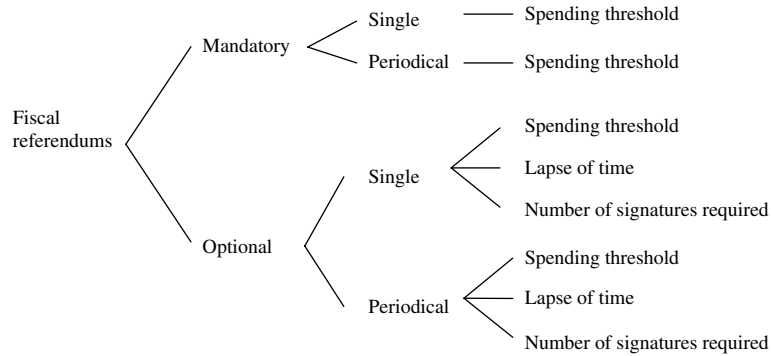 Single
Spending threshold
Mandatory
Periodical
Spending threshold
Fiscal
referendums
Spending threshold
Single
Lapse of time
Number of signatures required
Optional
Spending threshold
Periodical
Lapse of time
Number of signatures required